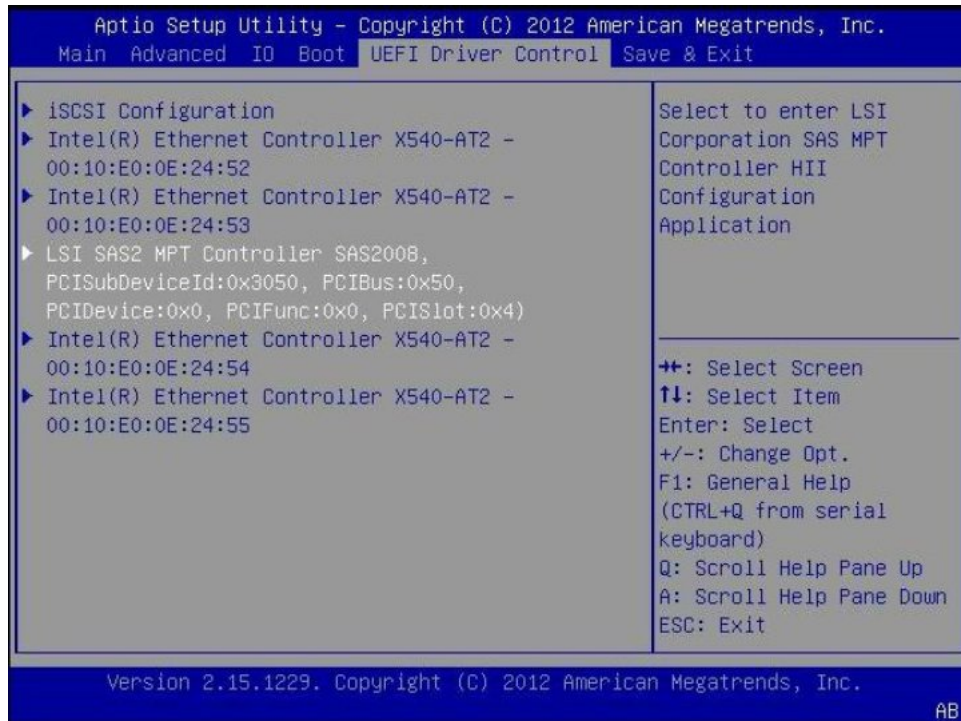 Aptio Setup Utility – Copyright (C) 2012 American Megatrends, Inc.
Main Advanced IO Boot UEFI Driver Control Save & Exit
▶ iSCSI Configuration
▶ Intel(R) Ethernet Controller X540-AT2 –
00:10:E0:0E:24:52
▶ Intel(R) Ethernet Controller X540-AT2 –
00:10:E0:0E:24:53
▶ LSI SAS2 MPT Controller SAS2008,
PCISubDeviceId:0x3050, PCIBus:0x50,
PCIDevice:0x0, PCIFunc:0x0, PCISlot:0x4)
▶ Intel(R) Ethernet Controller X540-AT2 –
00:10:E0:0E:24:54
▶ Intel(R) Ethernet Controller X540-AT2 –
00:10:E0:0E:24:55
Select to enter LSI
Corporation SAS MPT
Controller HII
Configuration
Application
→←: Select Screen
↑↓: Select Item
Enter: Select
+/-: Change Opt.
F1: General Help
(CTRL+Q from serial
keyboard)
Q: Scroll Help Pane Up
A: Scroll Help Pane Down
ESC: Exit
Version 2.15.1229. Copyright (C) 2012 American Megatrends, Inc.
AB